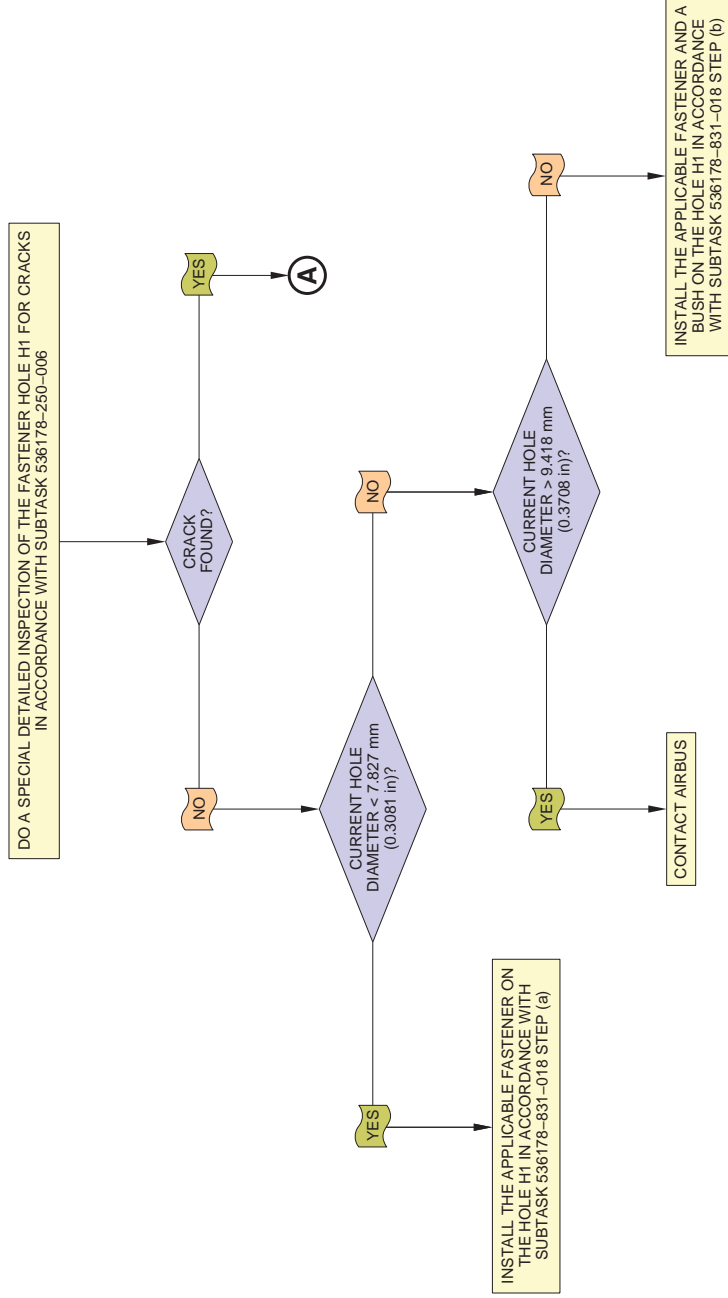 DO A SPECIAL DETAILED INSPECTION OF THE FASTENER HOLE H1 FOR CRACKS
IN ACCORDANCE WITH SUBTASK 536178–250–006
CRACK
FOUND?
NO
YES
A
CURRENT HOLE
DIAMETER < 7.827 mm
(0.3081 in)?
YES
NO
INSTALL THE APPLICABLE FASTENER ON
THE HOLE H1 IN ACCORDANCE WITH
SUBTASK 536178–831–018 STEP (a)
CURRENT HOLE
DIAMETER > 9.418 mm
(0.3708 in)?
YES
NO
CONTACT AIRBUS
INSTALL THE APPLICABLE FASTENER AND A
BUSH ON THE HOLE H1 IN ACCORDANCE
WITH SUBTASK 536178–831–018 STEP (b)